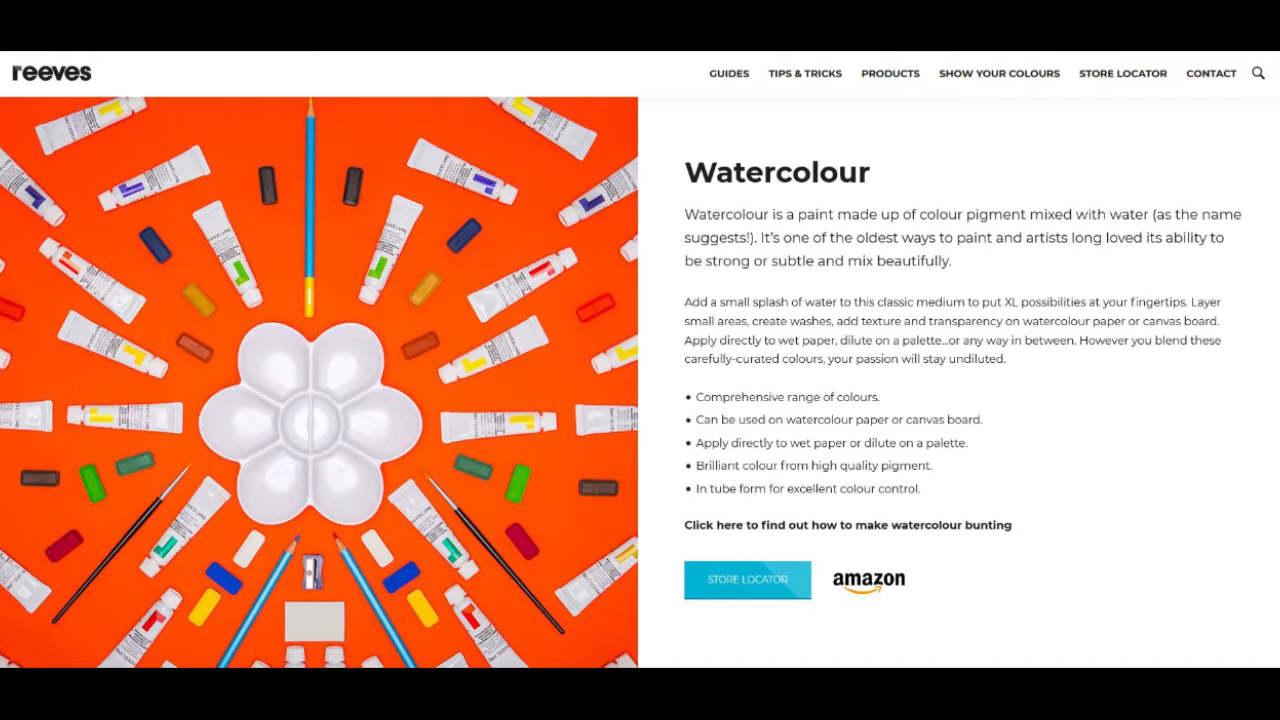 reeves
GUIDES TIPS & TRICKS PRODUCTS SHOW YOUR COLOURS STORE LOCATOR CONTACT
Watercolour
Watercolour is a paint made up of colour pigment mixed with water (as the name
suggests!). It's one of the oldest ways to paint and artists long loved its ability to
be strong or subtle and mix beautifully.
Add a small splash of water to this classic medium to put XL possibilities at your fingertips. Layer
small areas, create washes, add texture and transparency on watercolour paper or canvas board.
Apply directly to wet paper, dilute on a palette...or any way in between. However you blend these
carefully-curated colours, your passion will stay undiluted.
• Comprehensive range of colours.
• Can be used on watercolour paper or canvas board.
• Apply directly to wet paper or dilute on a palette.
• Brilliant colour from high quality pigment.
• In tube form for excellent colour control.
Click here to find out how to make watercolour bunting
STORE LOCATOR
amazon